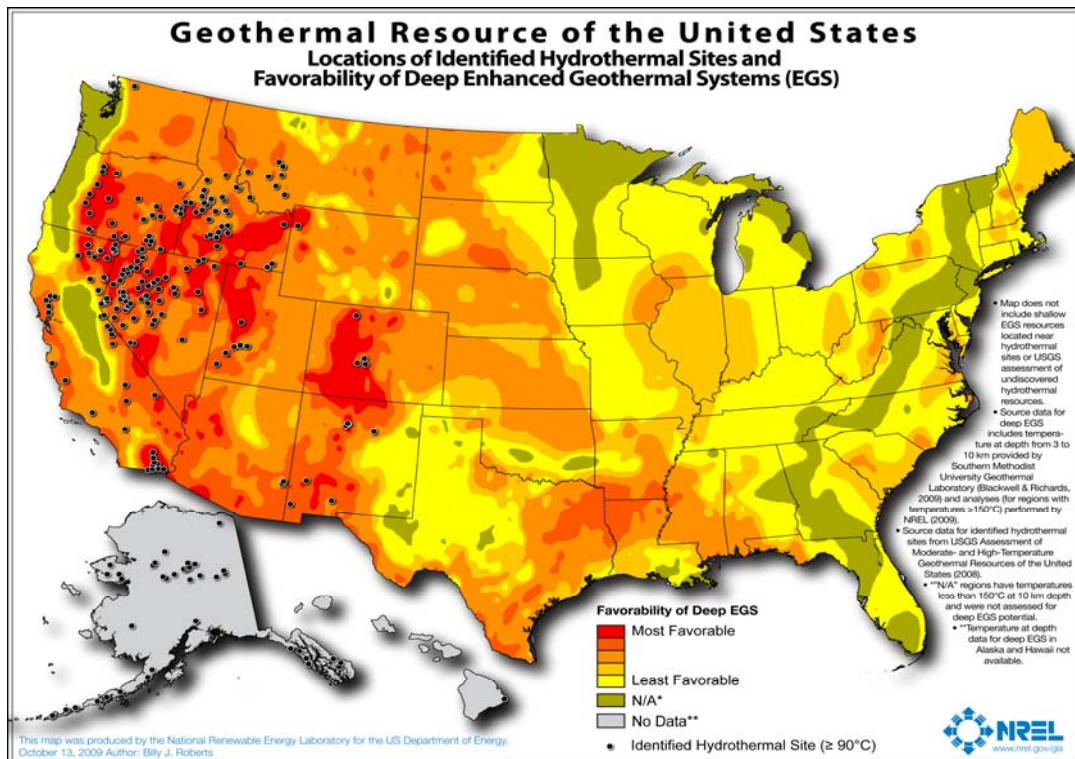 Geothermal Resource of the United States
Locations of Identified Hydrothermal Sites and
Favorability of Deep Enhanced Geothermal Systems (EGS)
• Map does not
include shallow
EGS resources
located near
hydrothermal
sites or USGS
assessment of
undiscovered
hydrothermal
resources.
• Source data for
deep EGS
includes tempera-
ture at depth from 3 to
10 km provided by
Southern Methodist
University Geothermal
Laboratory (Blackwell & Richards,
2009) and analyses (for regions with
temperatures >150°C) performed by
NREL (2009).
• Source data for identified hydrothermal
sites from USGS Assessment of
Moderate- and High-Temperature
Geothermal Resources of the United
States (2008).
• *"N/A" regions have temperatures
less than 150°C at 10 km depth
and were not assessed for
deep EGS potential.
• **Temperature at depth
data for deep EGS in
Alaska and Hawaii not
available.
Favorability of Deep EGS
Most Favorable
Least Favorable
N/A*
No Data**
Identified Hydrothermal Site (≥ 90°C)
This map was produced by the National Renewable Energy Laboratory for the US Department of Energy.
October 13, 2009 Author: Billy J. Roberts
NREL
www.nrel.gov/gis